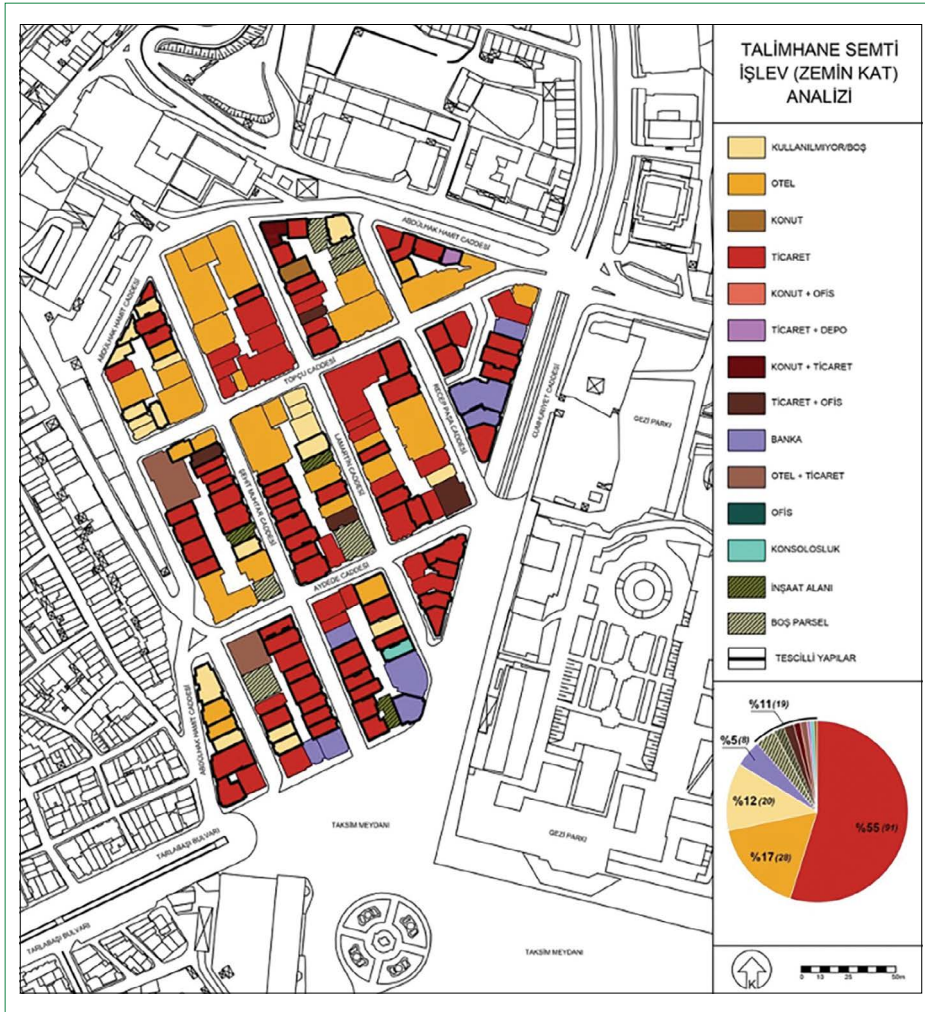 TALİMHANE SEMTİ
İŞLEV (ZEMİN KAT)
ANALİZİ
KULLANILMIYOR/BOŞ
OTEL
KONUT
TİCARET
KONUT + OFİS
TİCARET + DEPO
KONUT + TİCARET
TİCARET + OFİS
BANKA
OTEL + TİCARET
OFİS
KONSOLOSLUK
İNŞAAT ALANI
BOŞ PARSEL
TESCİLLİ YAPILAR
%11(19)
%5(8)
%12(20)
%17(28)
%55(91)
K
0 10 25 50m
ABDÜLHAK HAMİT CADDESİ
ABDÜLHAK HAMİT CADDESİ
TOPÇU CADDESİ
RECEP PAŞA CADDESİ
CUMHURİYET CADDESİ
GEZİ PARKI
ŞEHİT MUHTAR CADDESİ
LAMARTİN CADDESİ
AYDEDE CADDESİ
ABDÜLHAK HAMİT CADDESİ
TAKSİM MEYDANI
GEZİ PARKI
TARLABAŞI BULVARI
TARLABAŞI BULVARI
TAKSİM MEYDANI